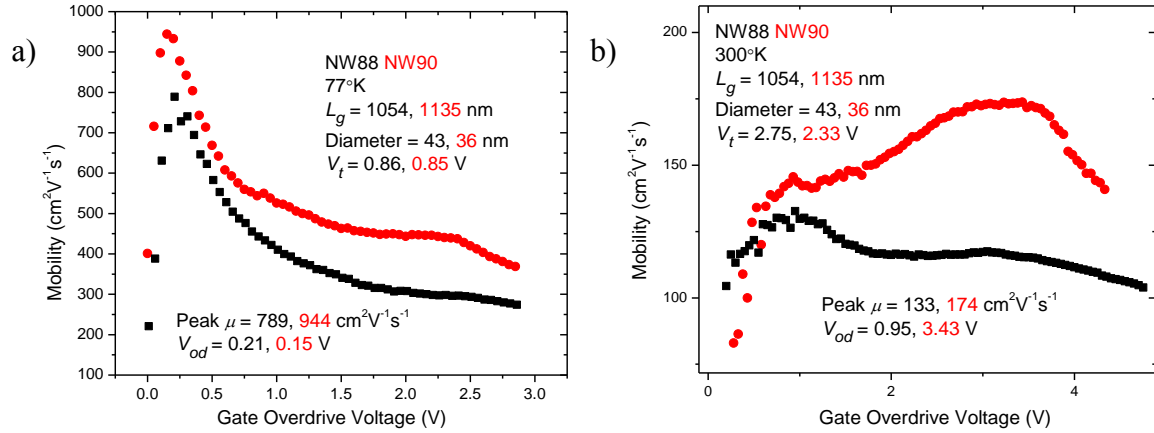 a)
1000
900
800
700
600
500
400
300
200
100
Mobility (cm²V⁻¹s⁻¹)
NW88 NW90
77°K
Lg = 1054, 1135 nm
Diameter = 43, 36 nm
Vt = 0.86, 0.85 V
Peak μ = 789, 944 cm²V⁻¹s⁻¹
Vod = 0.21, 0.15 V
0.0 0.5 1.0 1.5 2.0 2.5 3.0
Gate Overdrive Voltage (V)
b)
200
150
100
Mobility (cm²V⁻¹s⁻¹)
NW88 NW90
300°K
Lg = 1054, 1135 nm
Diameter = 43, 36 nm
Vt = 2.75, 2.33 V
Peak μ = 133, 174 cm²V⁻¹s⁻¹
Vod = 0.95, 3.43 V
0 2 4
Gate Overdrive Voltage (V)